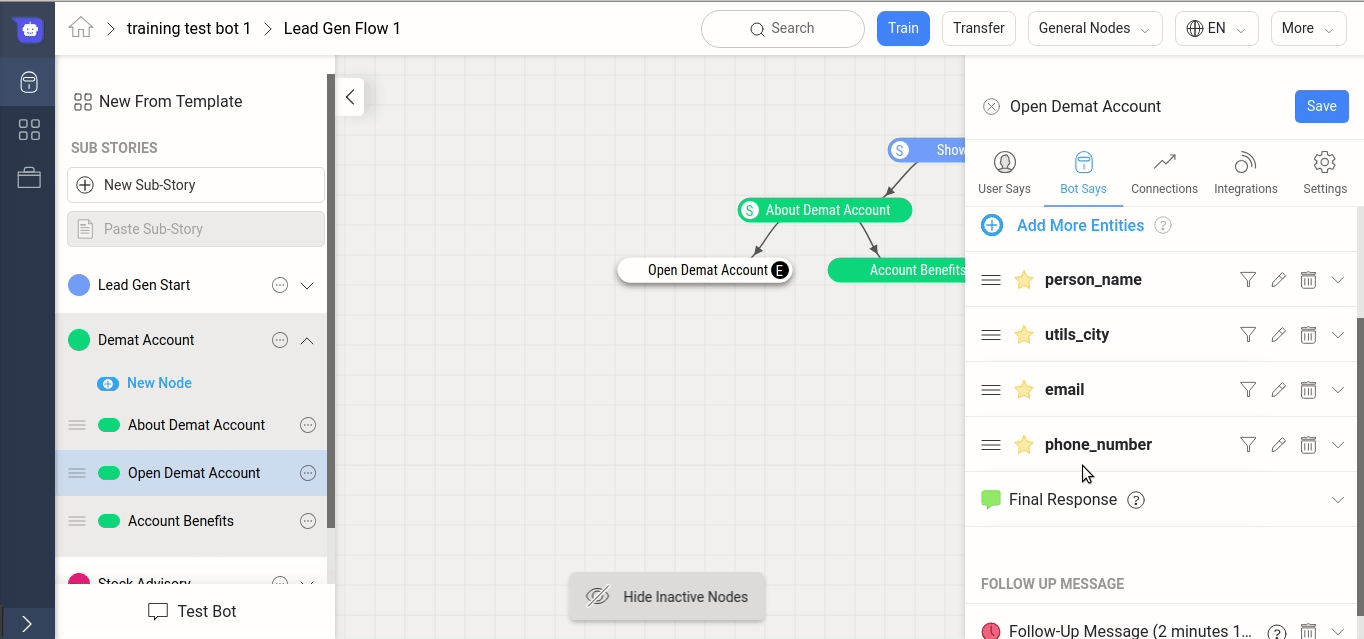 training test bot 1
Lead Gen Flow 1
Search
Train
Transfer
General Nodes
EN
More
New From Template
SUB STORIES
New Sub-Story
Paste Sub-Story
Lead Gen Start
Demat Account
New Node
About Demat Account
Open Demat Account
Account Benefits
Stock Advisory
Test Bot
S Show
S About Demat Account
Open Demat Account E
Account Benefits
Hide Inactive Nodes
Open Demat Account
Save
User Says
Bot Says
Connections
Integrations
Settings
Add More Entities ?
person_name
utils_city
email
phone_number
Final Response ?
FOLLOW UP MESSAGE
Follow-Up Message (2 minutes 1... ?